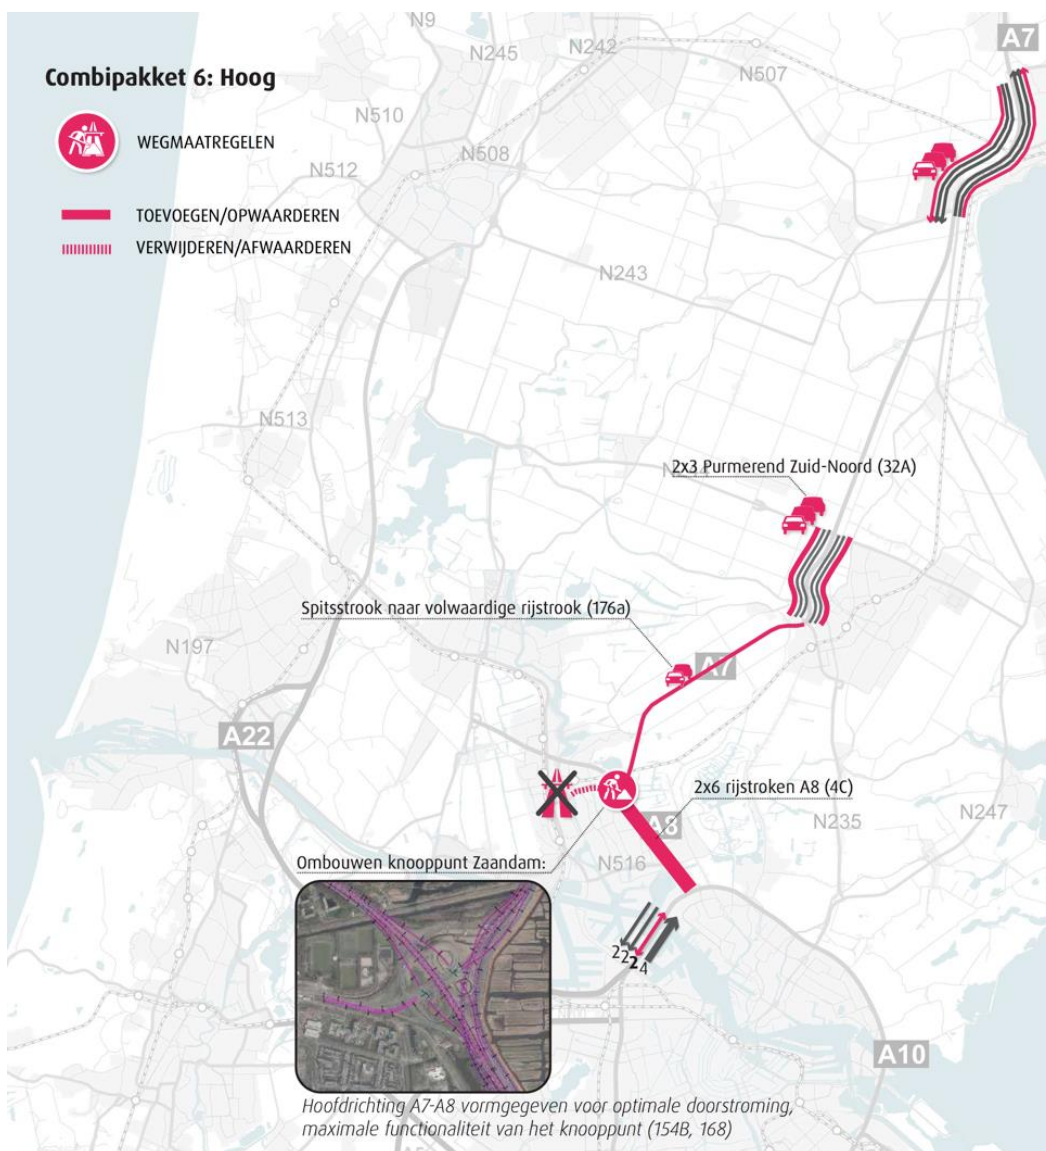 N9
A7
N245
N242
N507
Combipakket 6: Hoog
WEGMAATREGELEN
N510
N508
N512
TOEVOEGEN/OPWAARDEREN
VERWIJDEREN/AFWAARDEREN
N243
N513
2x3 Purmerend Zuid-Noord (32A)
N203
Spitsstrook naar volwaardige rijstrook (176a)
N197
A7
A22
2x6 rijstroken A8 (4C)
A8
N235
N247
N516
Ombouwen knooppunt Zaandam:
2
2
2
4
A10
Hoofdrichting A7-A8 vormgegeven voor optimale doorstroming,
maximale functionaliteit van het knooppunt (154B, 168)